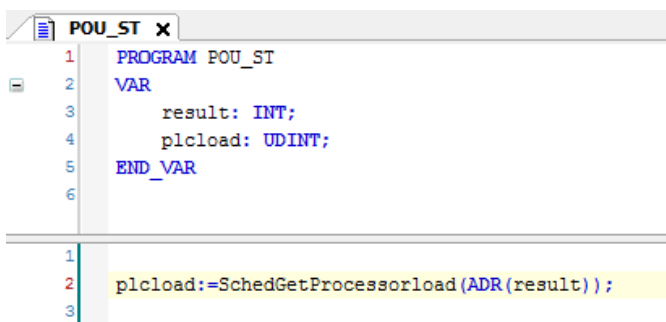 POU_ST X
1 PROGRAM POU_ST
2 VAR
3 result: INT;
4 plcload: UDINT;
5 END_VAR
6
1
2 plcload:=SchedGetProcessorload(ADR(result));
3